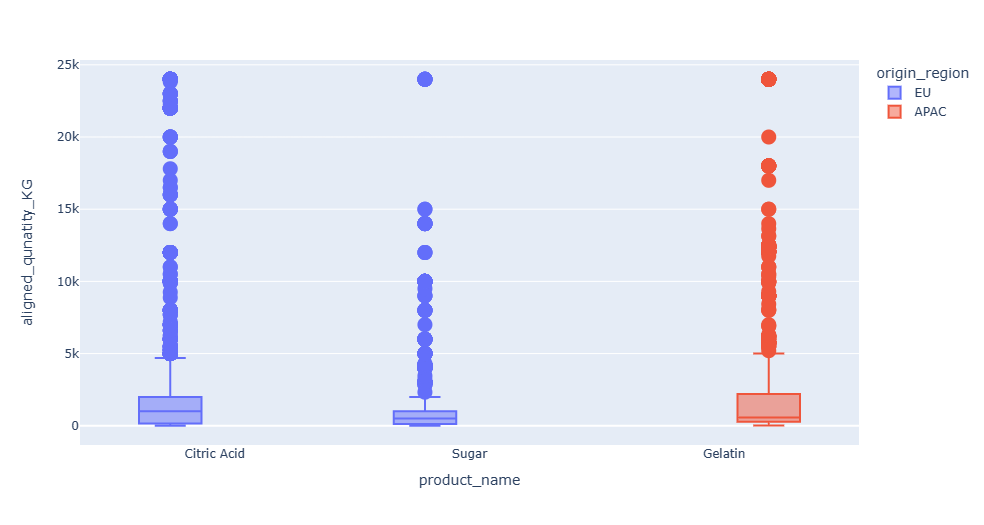 25k
20k
15k
10k
5k
0
aligned_qunatity_KG
Citric Acid
Sugar
Gelatin
product_name
origin_region
EU
APAC